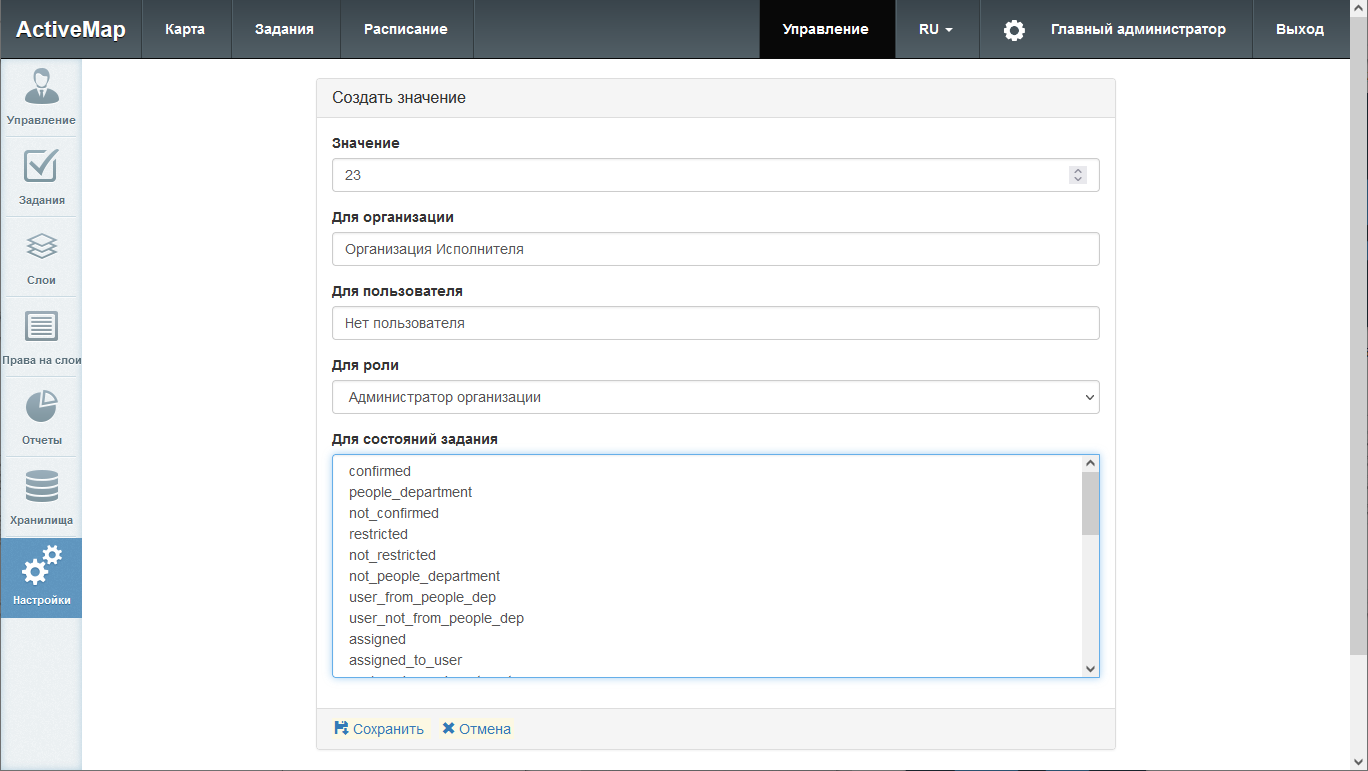 ActiveMap
Карта
Задания
Расписание
Управление
RU
Главный администратор
Выход
Управление
Задания
Слои
Права на слои
Отчеты
Хранилища
Настройки
Создать значение
Значение
23
Для организации
Организация Исполнителя
Для пользователя
Нет пользователя
Для роли
Администратор организации
Для состояний задания
confirmed
people_department
not_confirmed
restricted
not_restricted
not_people_department
user_from_people_dep
user_not_from_people_dep
assigned
assigned_to_user
Сохранить
Отмена